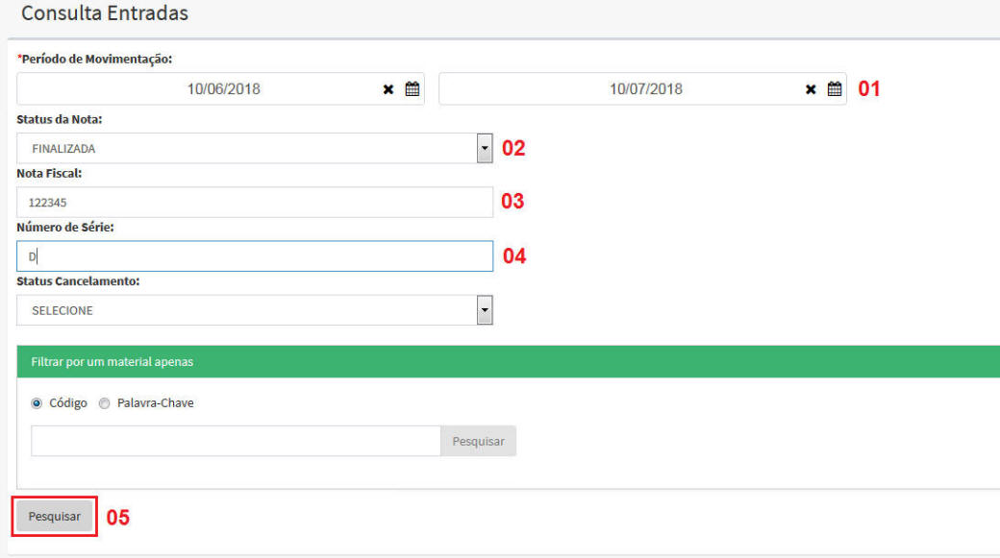 Consulta Entradas
*Período de Movimentação:
10/06/2018 10/07/2018 01
Status da Nota:
FINALIZADA 02
Nota Fiscal:
122345 03
Número de Série:
D 04
Status Cancelamento:
SELECIONE
Filtrar por um material apenas
Código Palavra-Chave
Pesquisar
Pesquisar 05